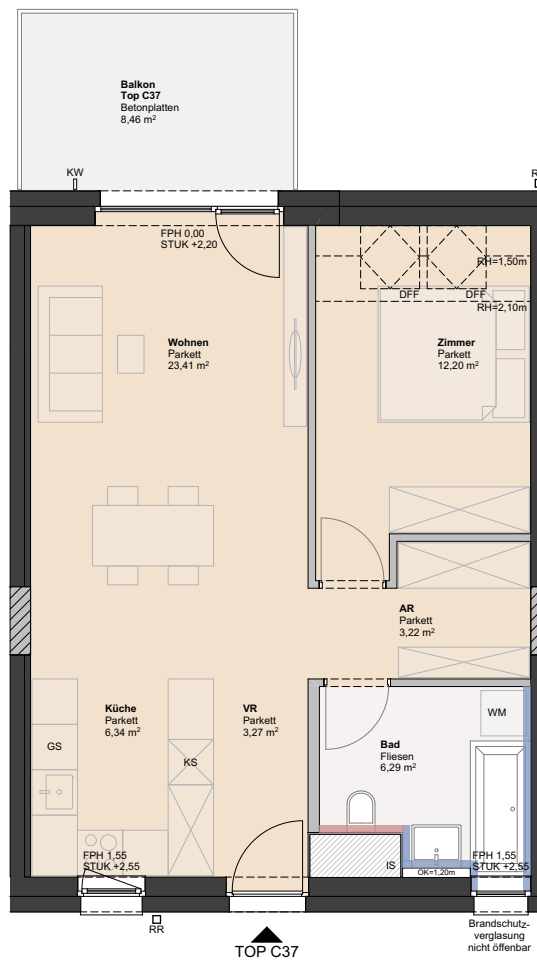 Balkon
Top C37
Betonplatten
8,46 m²
KW
R
FPH 0,00
STUK +2,20
RH=1,50m
DFF
DFF
RH=2,10m
Wohnen
Parkett
23,41 m²
Zimmer
Parkett
12,20 m²
AR
Parkett
3,22 m²
Küche
Parkett
6,34 m²
VR
Parkett
3,27 m²
WM
GS
KS
Bad
Fliesen
6,29 m²
FPH 1,55
STUK +2,55
IS
OK=1,20m
FPH 1,55
STUK +2,55
RR
Brandschutz-
verglasung
nicht öffenbar
TOP C37